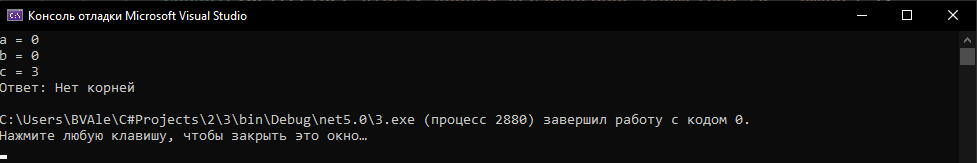 Консоль отладки Microsoft Visual Studio
a = 0
b = 0
c = 3
Ответ: Нет корней
C:\Users\BVAle\C#Projects\2\3\bin\Debug\net5.0\3.exe (процесс 2880) завершил работу с кодом 0.
Нажмите любую клавишу, чтобы закрыть это окно…